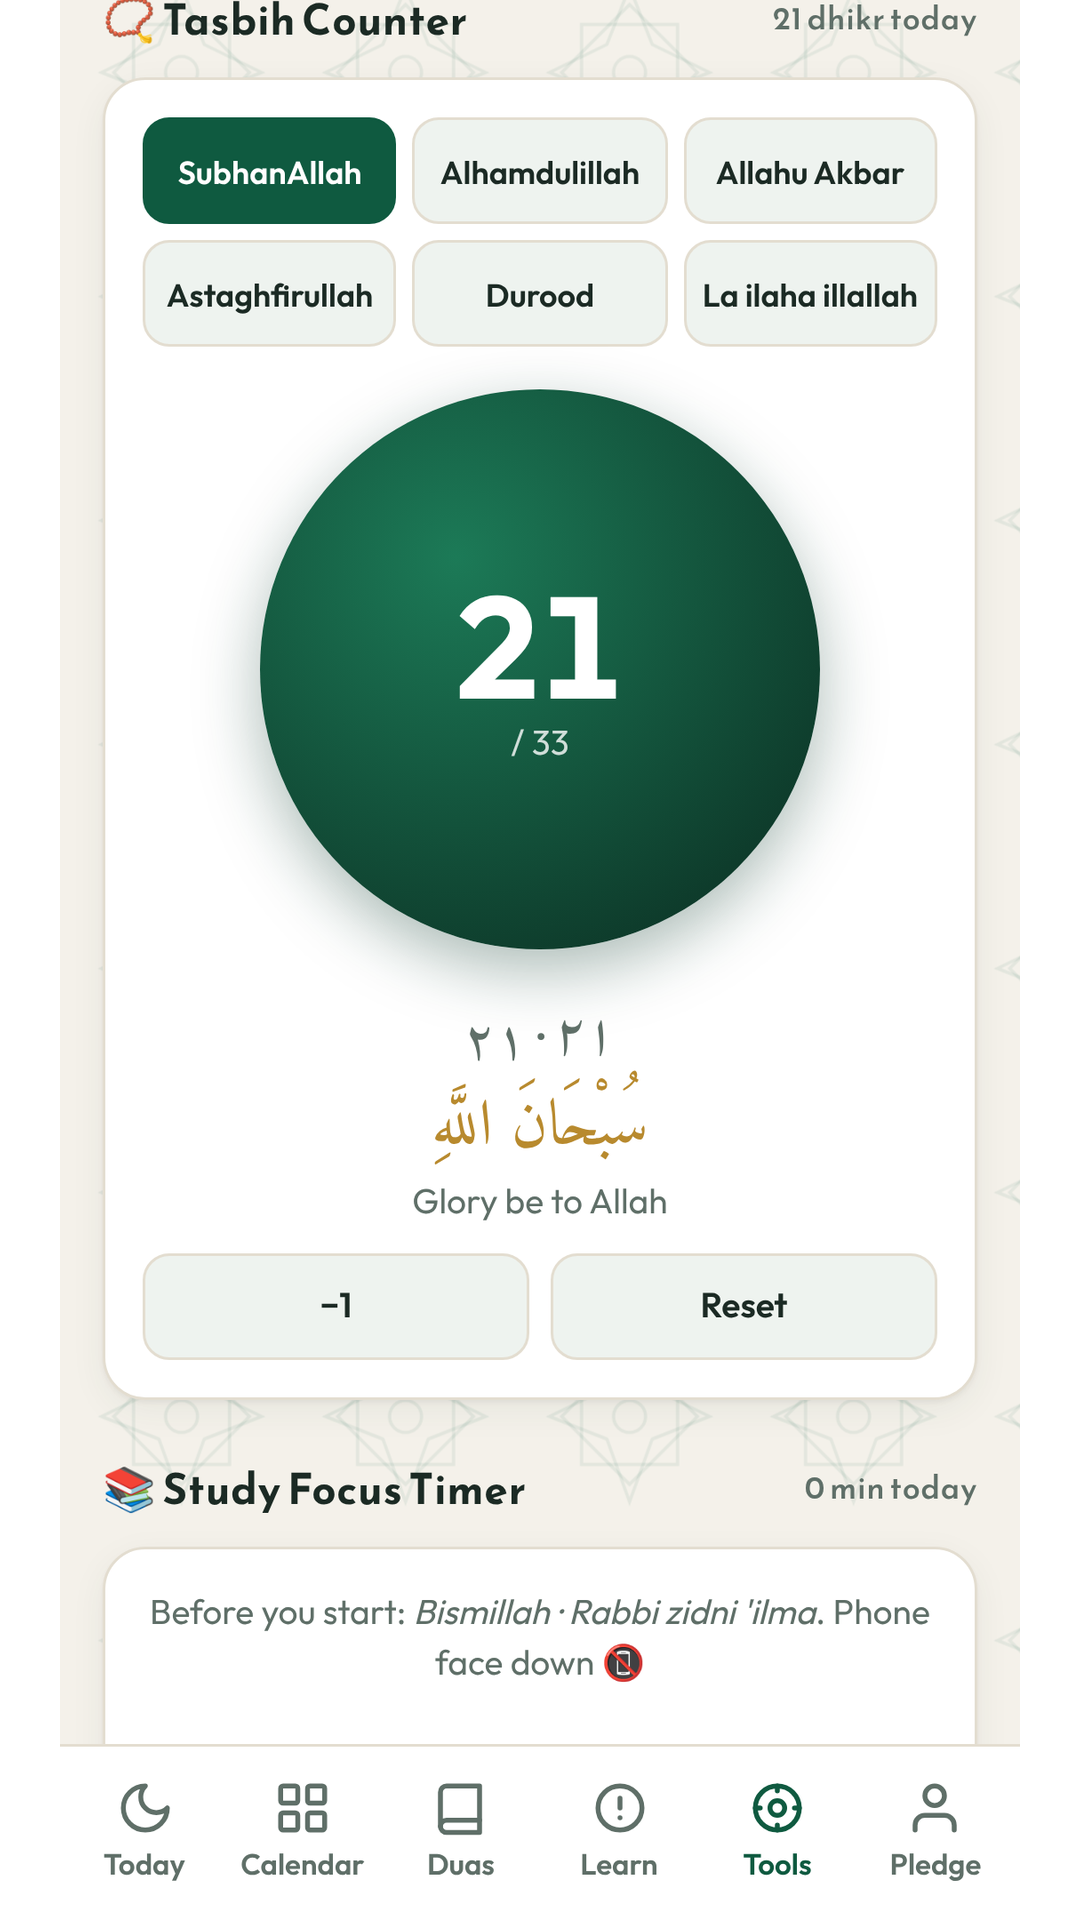 Tasbih Counter 21 dhikr today
SubhanAllah Alhamdulillah Allahu Akbar
Astaghfirullah Durood La ilaha illallah
21
/ 33
٢١ · ٢١
سُبْحَانَ اللَّهِ
Glory be to Allah
−1 Reset
Study Focus Timer 0 min today
Before you start: Bismillah · Rabbi zidni 'ilma. Phone
face down
Today Calendar Duas Learn Tools Pledge